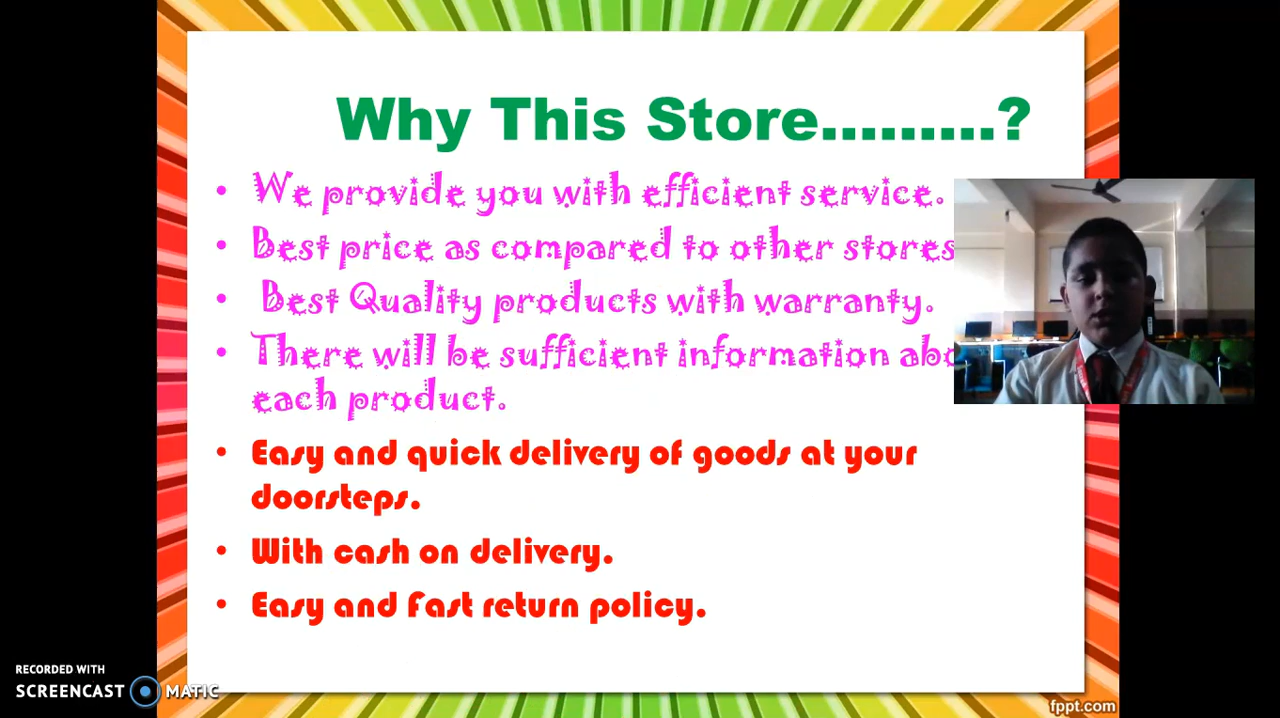 Why This Store.........?
• We provide you with efficient service.
• Best price as compared to other stores
• Best Quality products with warranty.
• There will be sufficient information
each product.
• Easy and quick delivery of goods at your
doorsteps.
• With cash on delivery.
• Easy and Fast return policy.
RECORDED WITH
SCREENCAST MATIC
fppt.com